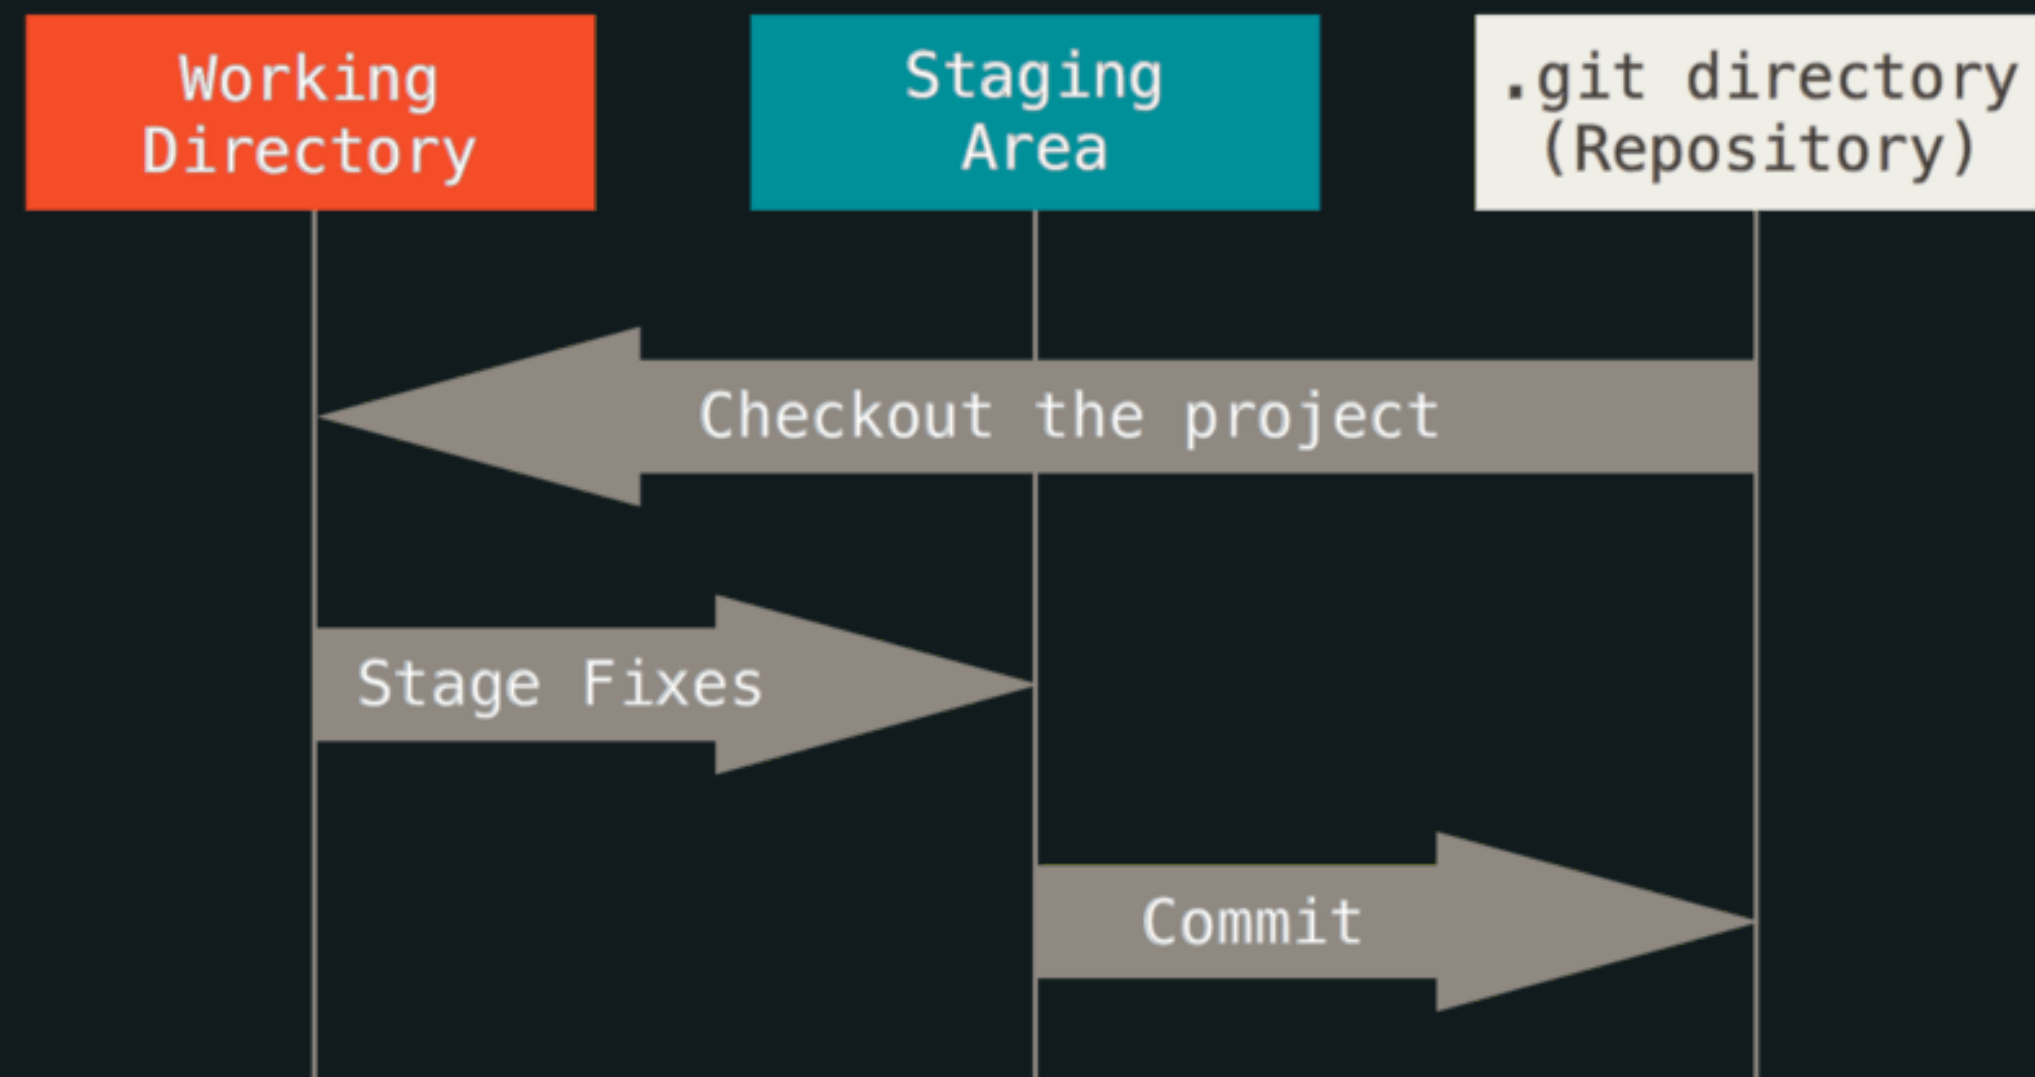 Working
Directory
Staging
Area
.git directory
(Repository)
Checkout the project
Stage Fixes
Commit